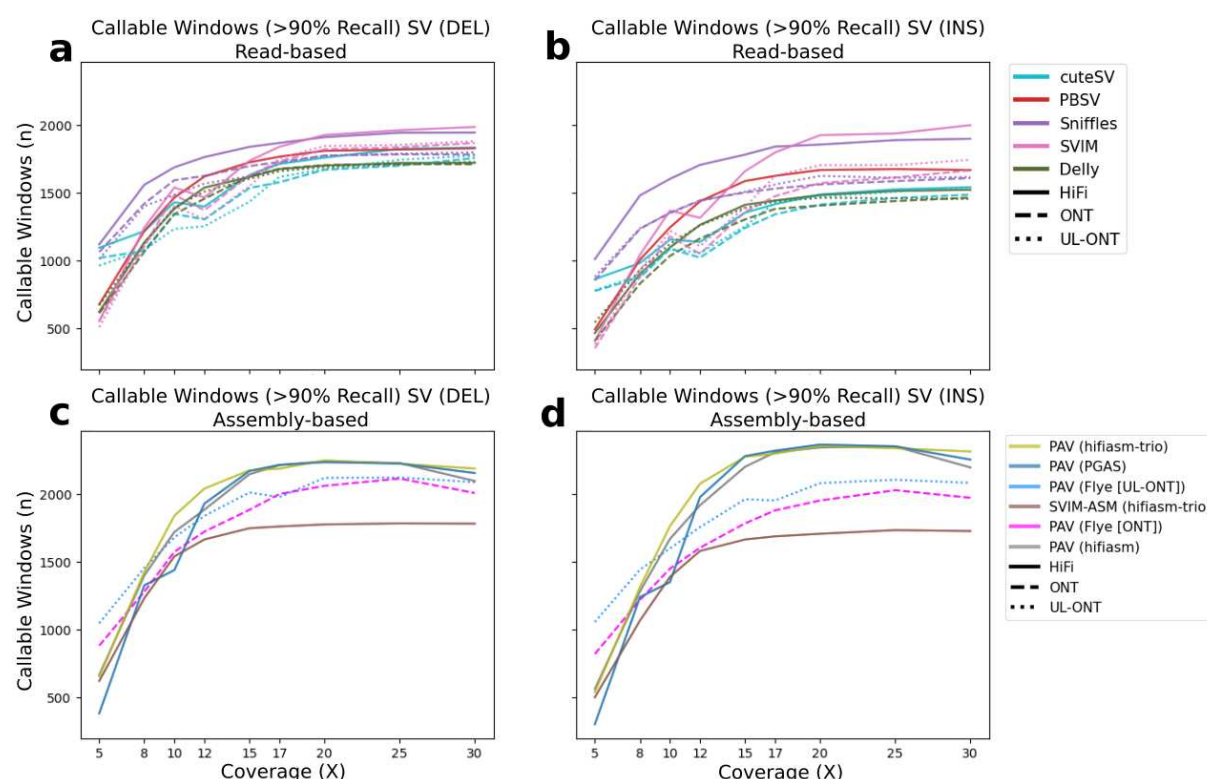 a
Callable Windows (>90% Recall) SV (DEL)
Read-based
Callable Windows (n)
2000
1500
1000
500
b
Callable Windows (>90% Recall) SV (INS)
Read-based
cuteSV
PBSV
Sniffles
SVIM
Delly
HiFi
ONT
UL-ONT
c
Callable Windows (>90% Recall) SV (DEL)
Assembly-based
Callable Windows (n)
2000
1500
1000
500
5 8 10 12 15 17 20 25 30
Coverage (X)
d
Callable Windows (>90% Recall) SV (INS)
Assembly-based
5 8 10 12 15 17 20 25 30
Coverage (X)
PAV (hifiasm-trio)
PAV (PGAS)
PAV (Flye [UL-ONT])
SVIM-ASM (hifiasm-trio
PAV (Flye [ONT])
PAV (hifiasm)
HiFi
ONT
UL-ONT